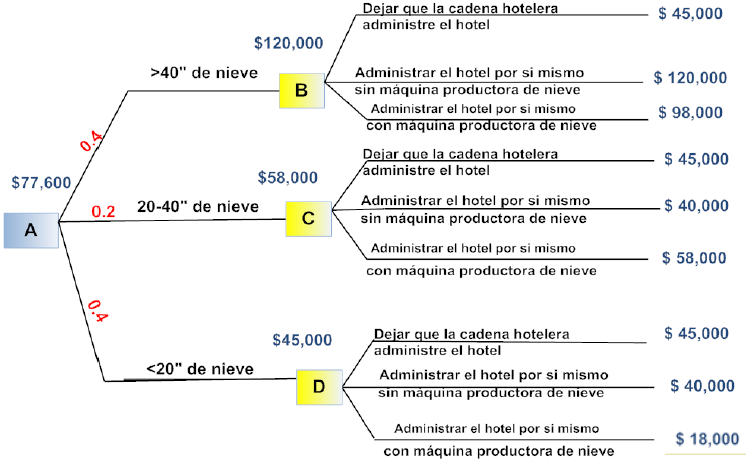 Dejar que la cadena hotelera
administre el hotel
$ 45,000
$120,000
>40" de nieve
B
Administrar el hotel por si mismo
sin máquina productora de nieve
$ 120,000
Administrar el hotel por si mismo
con máquina productora de nieve
$ 98,000
0.4
$77,600
A
0.2
20-40" de nieve
$58,000
C
Dejar que la cadena hotelera
administre el hotel
$ 45,000
Administrar el hotel por si mismo
sin máquina productora de nieve
$ 40,000
Administrar el hotel por si mismo
con máquina productora de nieve
$ 58,000
0.4
<20" de nieve
$45,000
D
Dejar que la cadena hotelera
administre el hotel
$ 45,000
Administrar el hotel por si mismo
sin máquina productora de nieve
$ 40,000
Administrar el hotel por si mismo
con máquina productora de nieve
$ 18,000